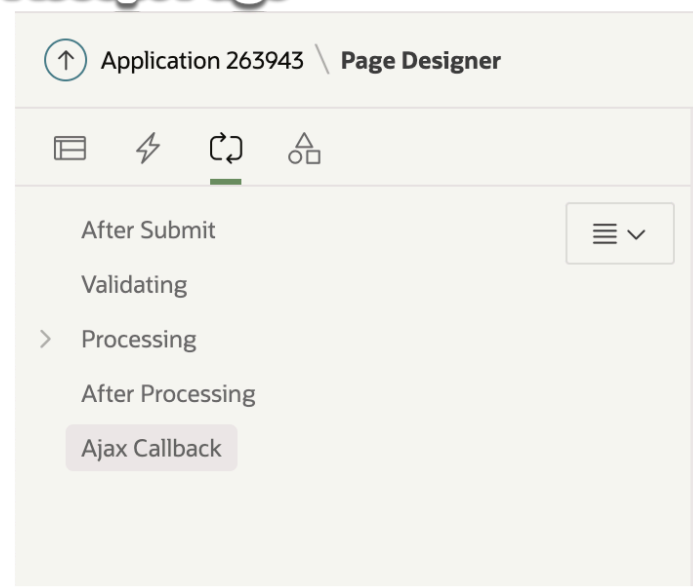 Application 263943 \ Page Designer
After Submit
Validating
Processing
After Processing
Ajax Callback